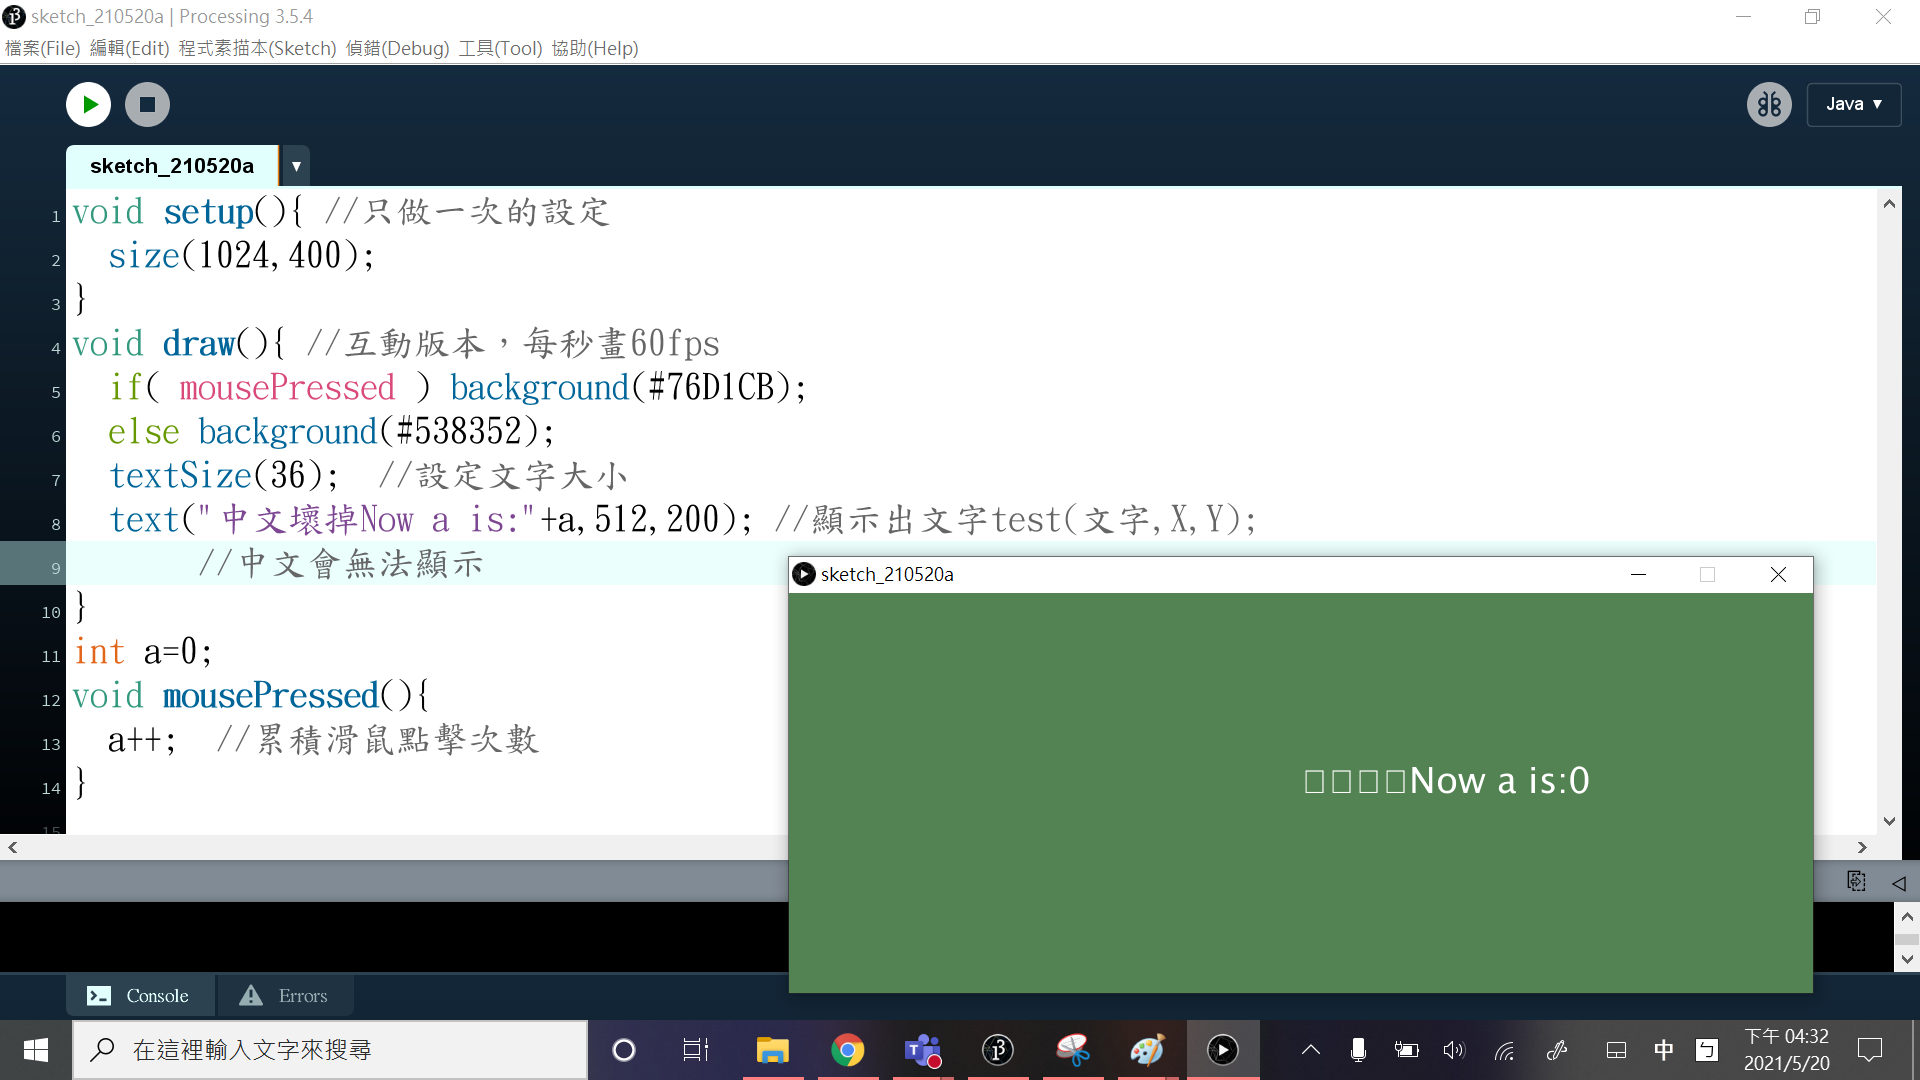 sketch_210520a | Processing 3.5.4
檔案(File) 編輯(Edit) 程式素描本(Sketch) 偵錯(Debug) 工具(Tool) 協助(Help)
Java ▼
sketch_210520a ▼
1 void setup(){ //只做一次的設定
2 size(1024,400);
3 }
4 void draw(){ //互動版本，每秒畫60fps
5 if( mousePressed ) background(#76D1CB);
6 else background(#538352);
7 textSize(36); //設定文字大小
8 text("中文壞掉Now a is:"+a,512,200); //顯示出文字test(文字,X,Y);
9 //中文會無法顯示
10 }
11 int a=0;
12 void mousePressed(){
13 a++; //累積滑鼠點擊次數
14 }
15
sketch_210520a
□□□□Now a is:0
Console Errors
在這裡輸入文字來搜尋
中
下午 04:32
2021/5/20